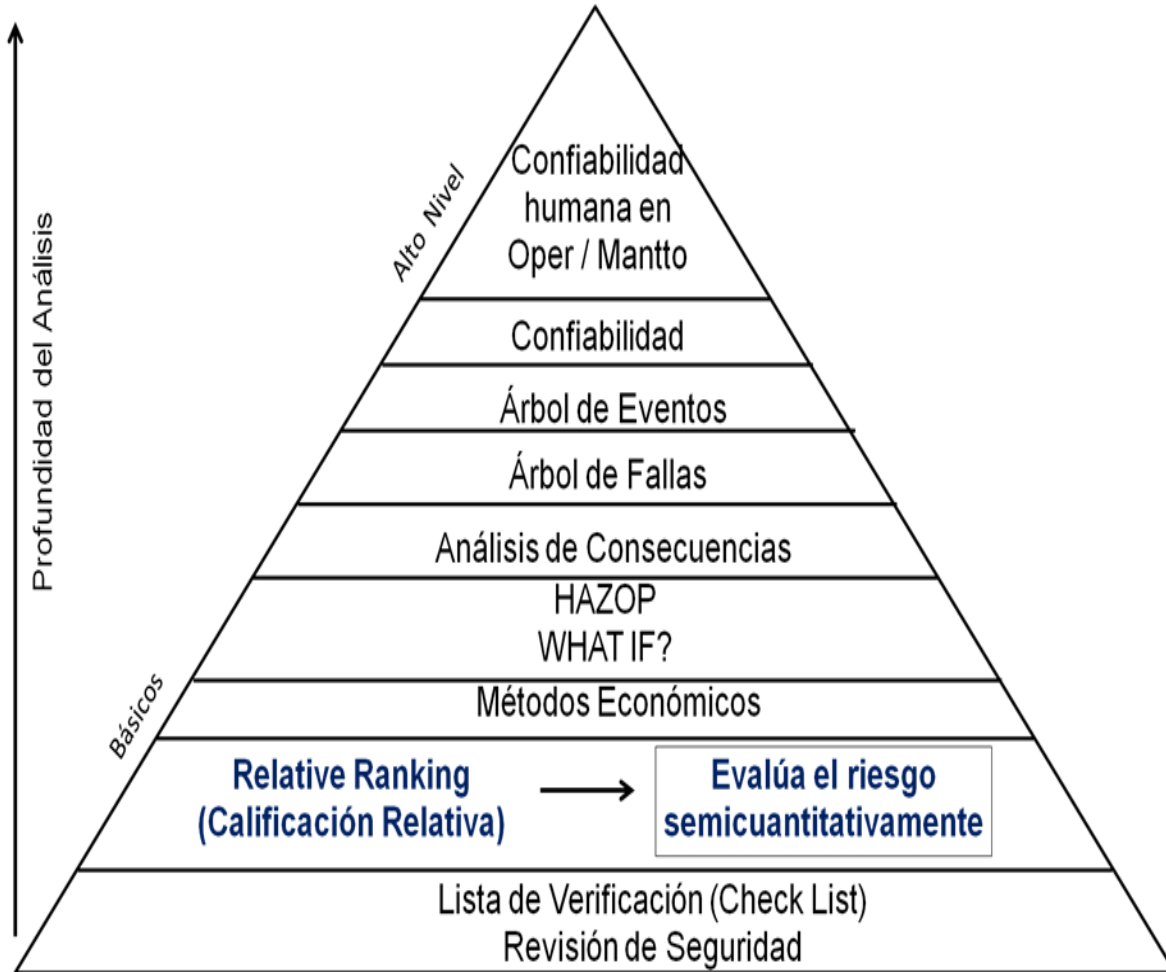 Profundidad del Análisis
Alto Nivel
Básicos
Confiabilidad
humana en
Oper / Mantto
Confiabilidad
Árbol de Eventos
Árbol de Fallas
Análisis de Consecuencias
HAZOP
WHAT IF?
Métodos Económicos
Relative Ranking
(Calificación Relativa)
Evalúa el riesgo
semicuantitativamente
Lista de Verificación (Check List)
Revisión de Seguridad